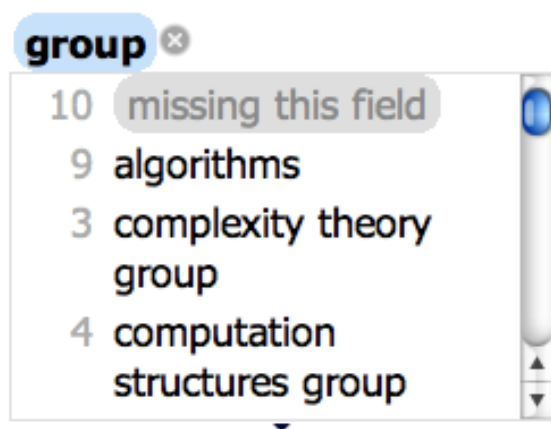 group
10 missing this field
9 algorithms
3 complexity theory
group
4 computation
structures group